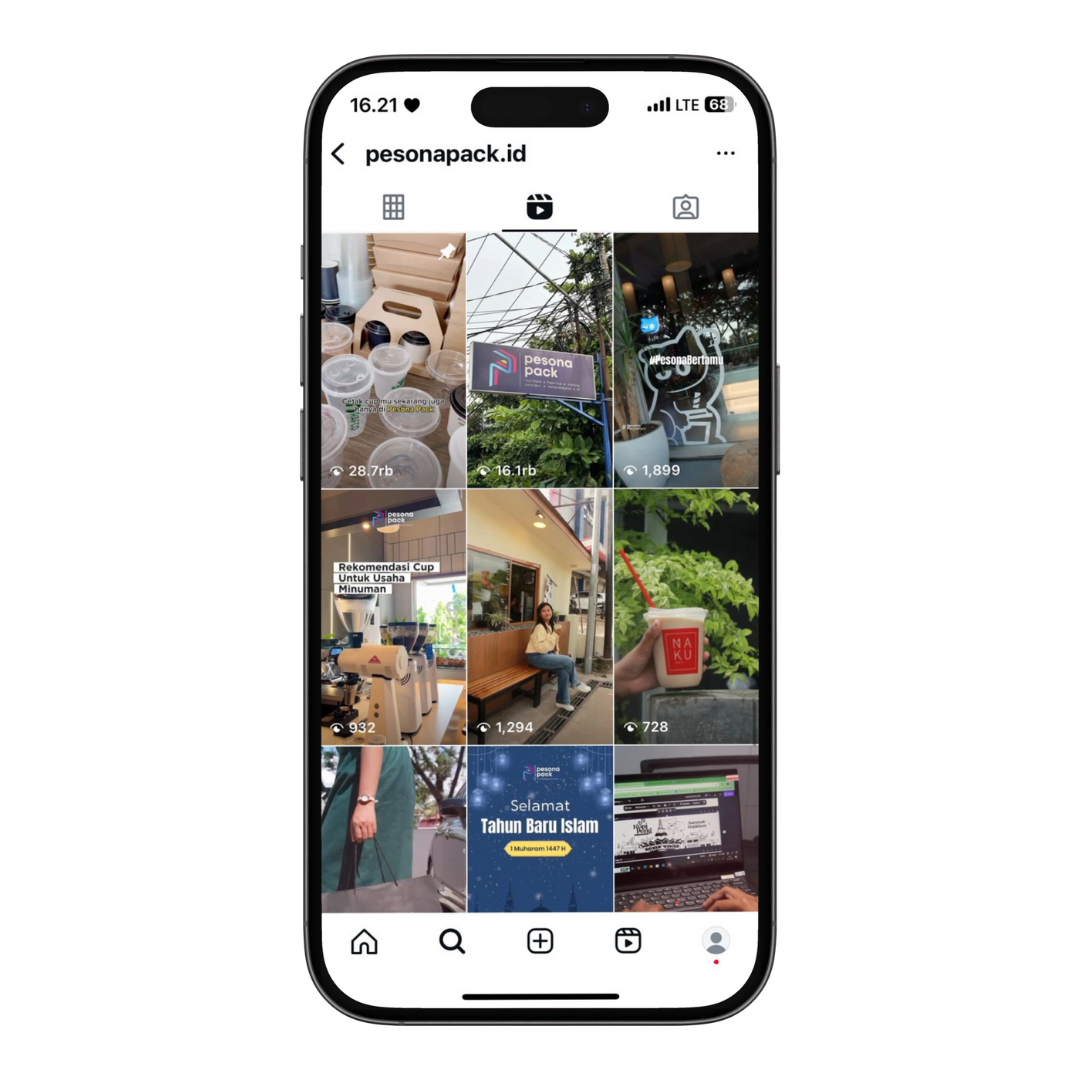 16.21
LTE 68
pesonapack.id
Cetak cup mu sekarang juga
hanya di Pesona Pack!
28.7rb
pesona
pack
16.1rb
#PesonaBertamu
1,899
pesona
pack
Rekomendasi Cup
Untuk Usaha
Minuman
932
1,294
NA
KU
728
pesona
pack
Selamat
Tahun Baru Islam
1 Muharam 1447 H